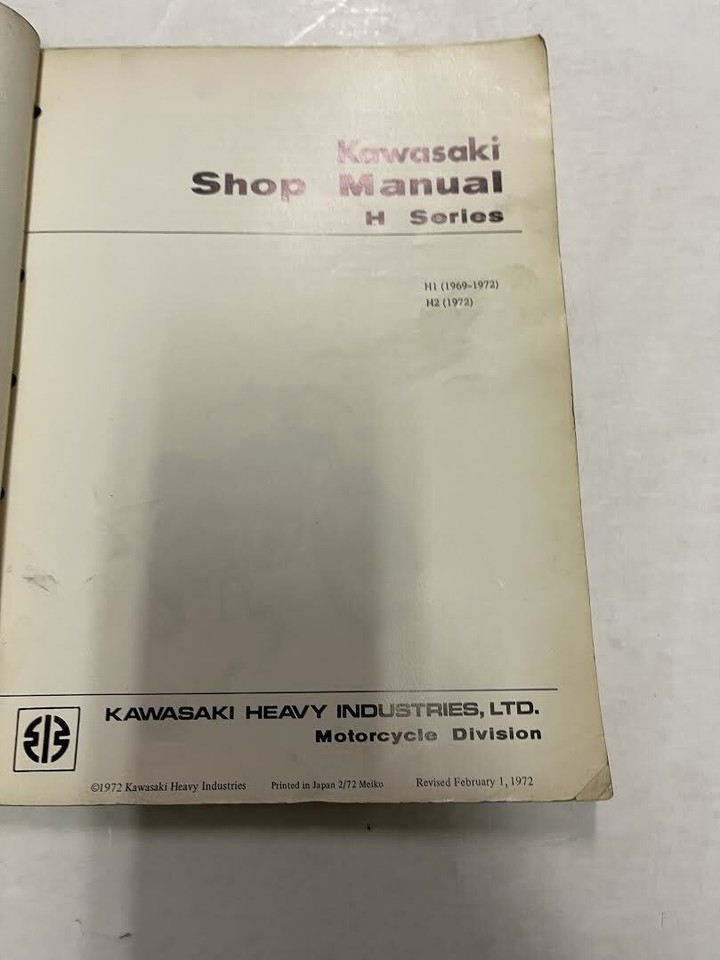 Kawasaki
Shop Manual
H Series
H1 (1969-1972)
H2 (1972)
KAWASAKI HEAVY INDUSTRIES, LTD.
Motorcycle Division
©1972 Kawasaki Heavy Industries Printed in Japan 2/72 Meiko Revised February 1, 1972